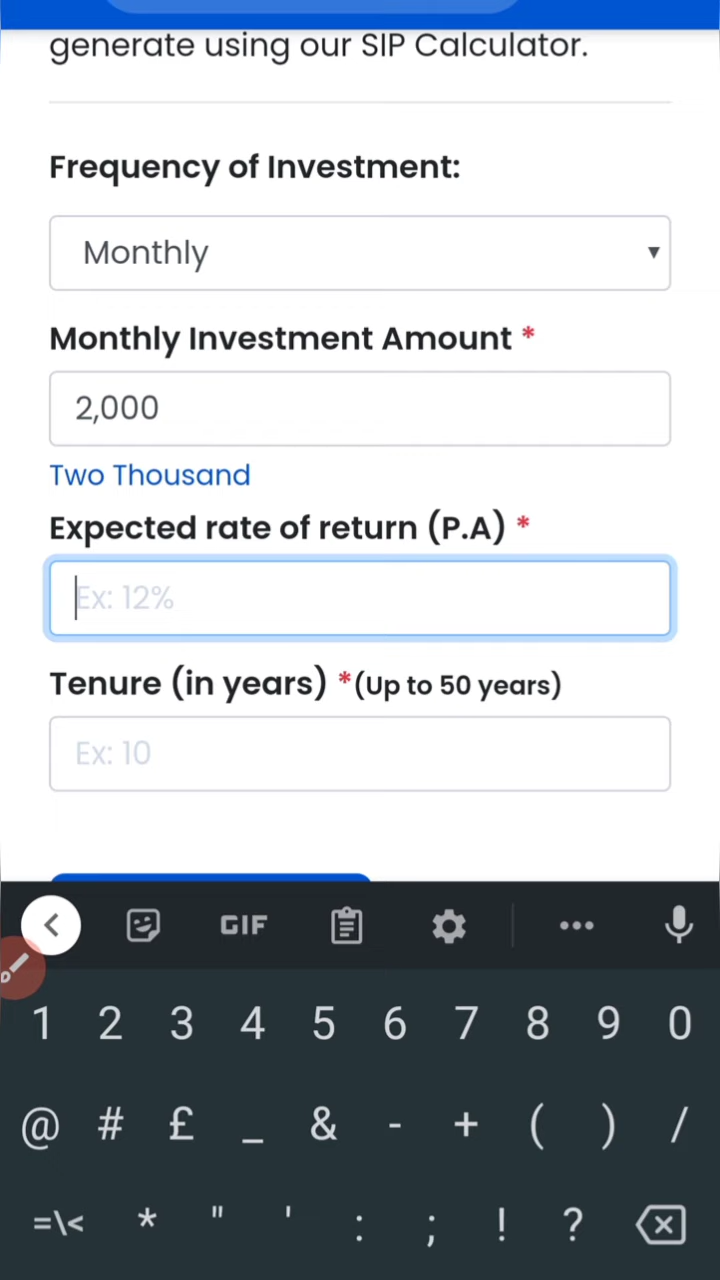 generate using our SIP Calculator.
Frequency of Investment:
Monthly
Monthly Investment Amount *
2,000
Two Thousand
Expected rate of return (P.A) *
Ex: 12%
Tenure (in years) *(Up to 50 years)
Ex: 10
GIF
1 2 3 4 5 6 7 8 9 0
@ # £ _ & - + ( ) /
=\< * " ' : ; ! ?